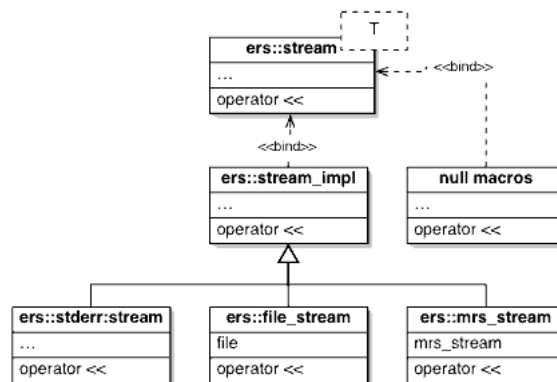 T
ers::stream
...
operator <<
<<bind>>
<<bind>>
ers::stream_impl
...
operator <<
null macros
...
operator <<
ers::stderr:stream
...
operator <<
ers::file_stream
file
operator <<
ers::mrs_stream
mrs_stream
operator <<